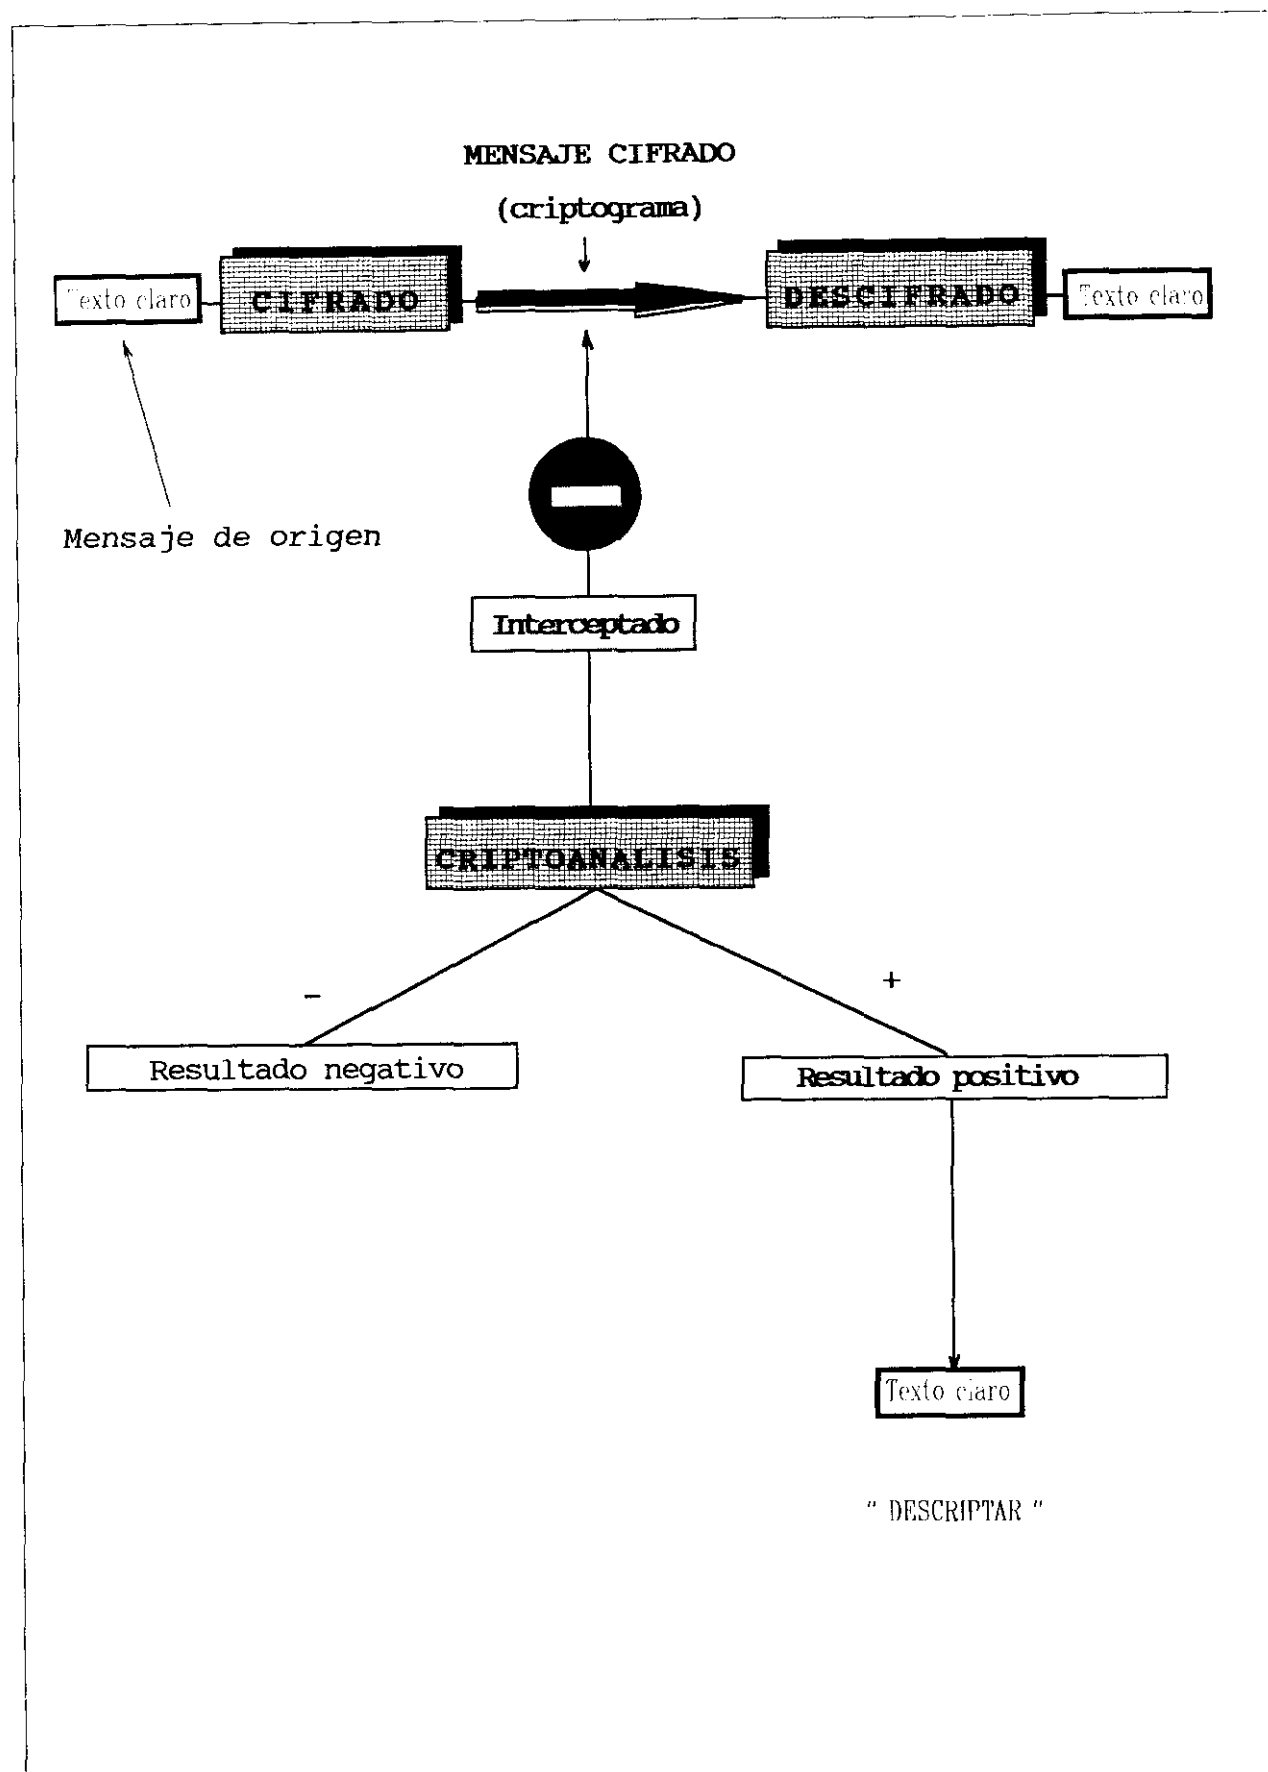 MENSAJE CIFRADO
(criptograma)
Texto claro
CIFRADO
DESCIFRADO
Texto claro
Mensaje de origen
Interceptado
CRIPTOANALISIS
-
+
Resultado negativo
Resultado positivo
Texto claro
" DESCRIPTAR "